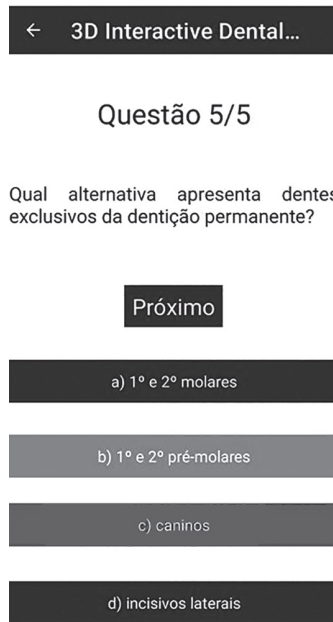 ← 3D Interactive Dental...
Questão 5/5
Qual alternativa apresenta dentes
exclusivos da dentição permanente?
Próximo
a) 1º e 2º molares
b) 1º e 2º pré-molares
c) caninos
d) incisivos laterais